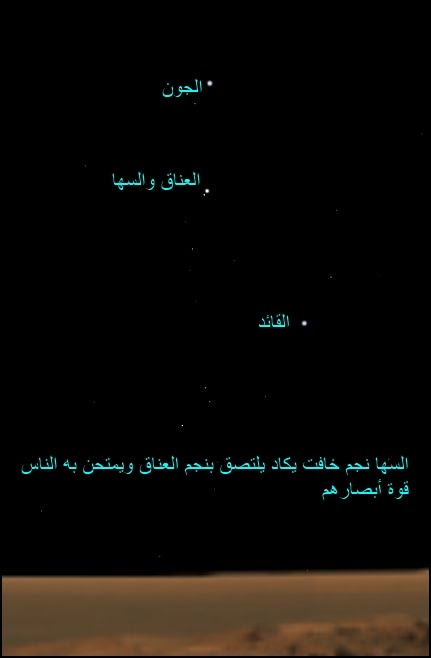 الجون
العناق والسها
القائد
السها نجم خافت يكاد يلتصق بنجم العناق ويمتحن به الناس
قوة أبصارهم